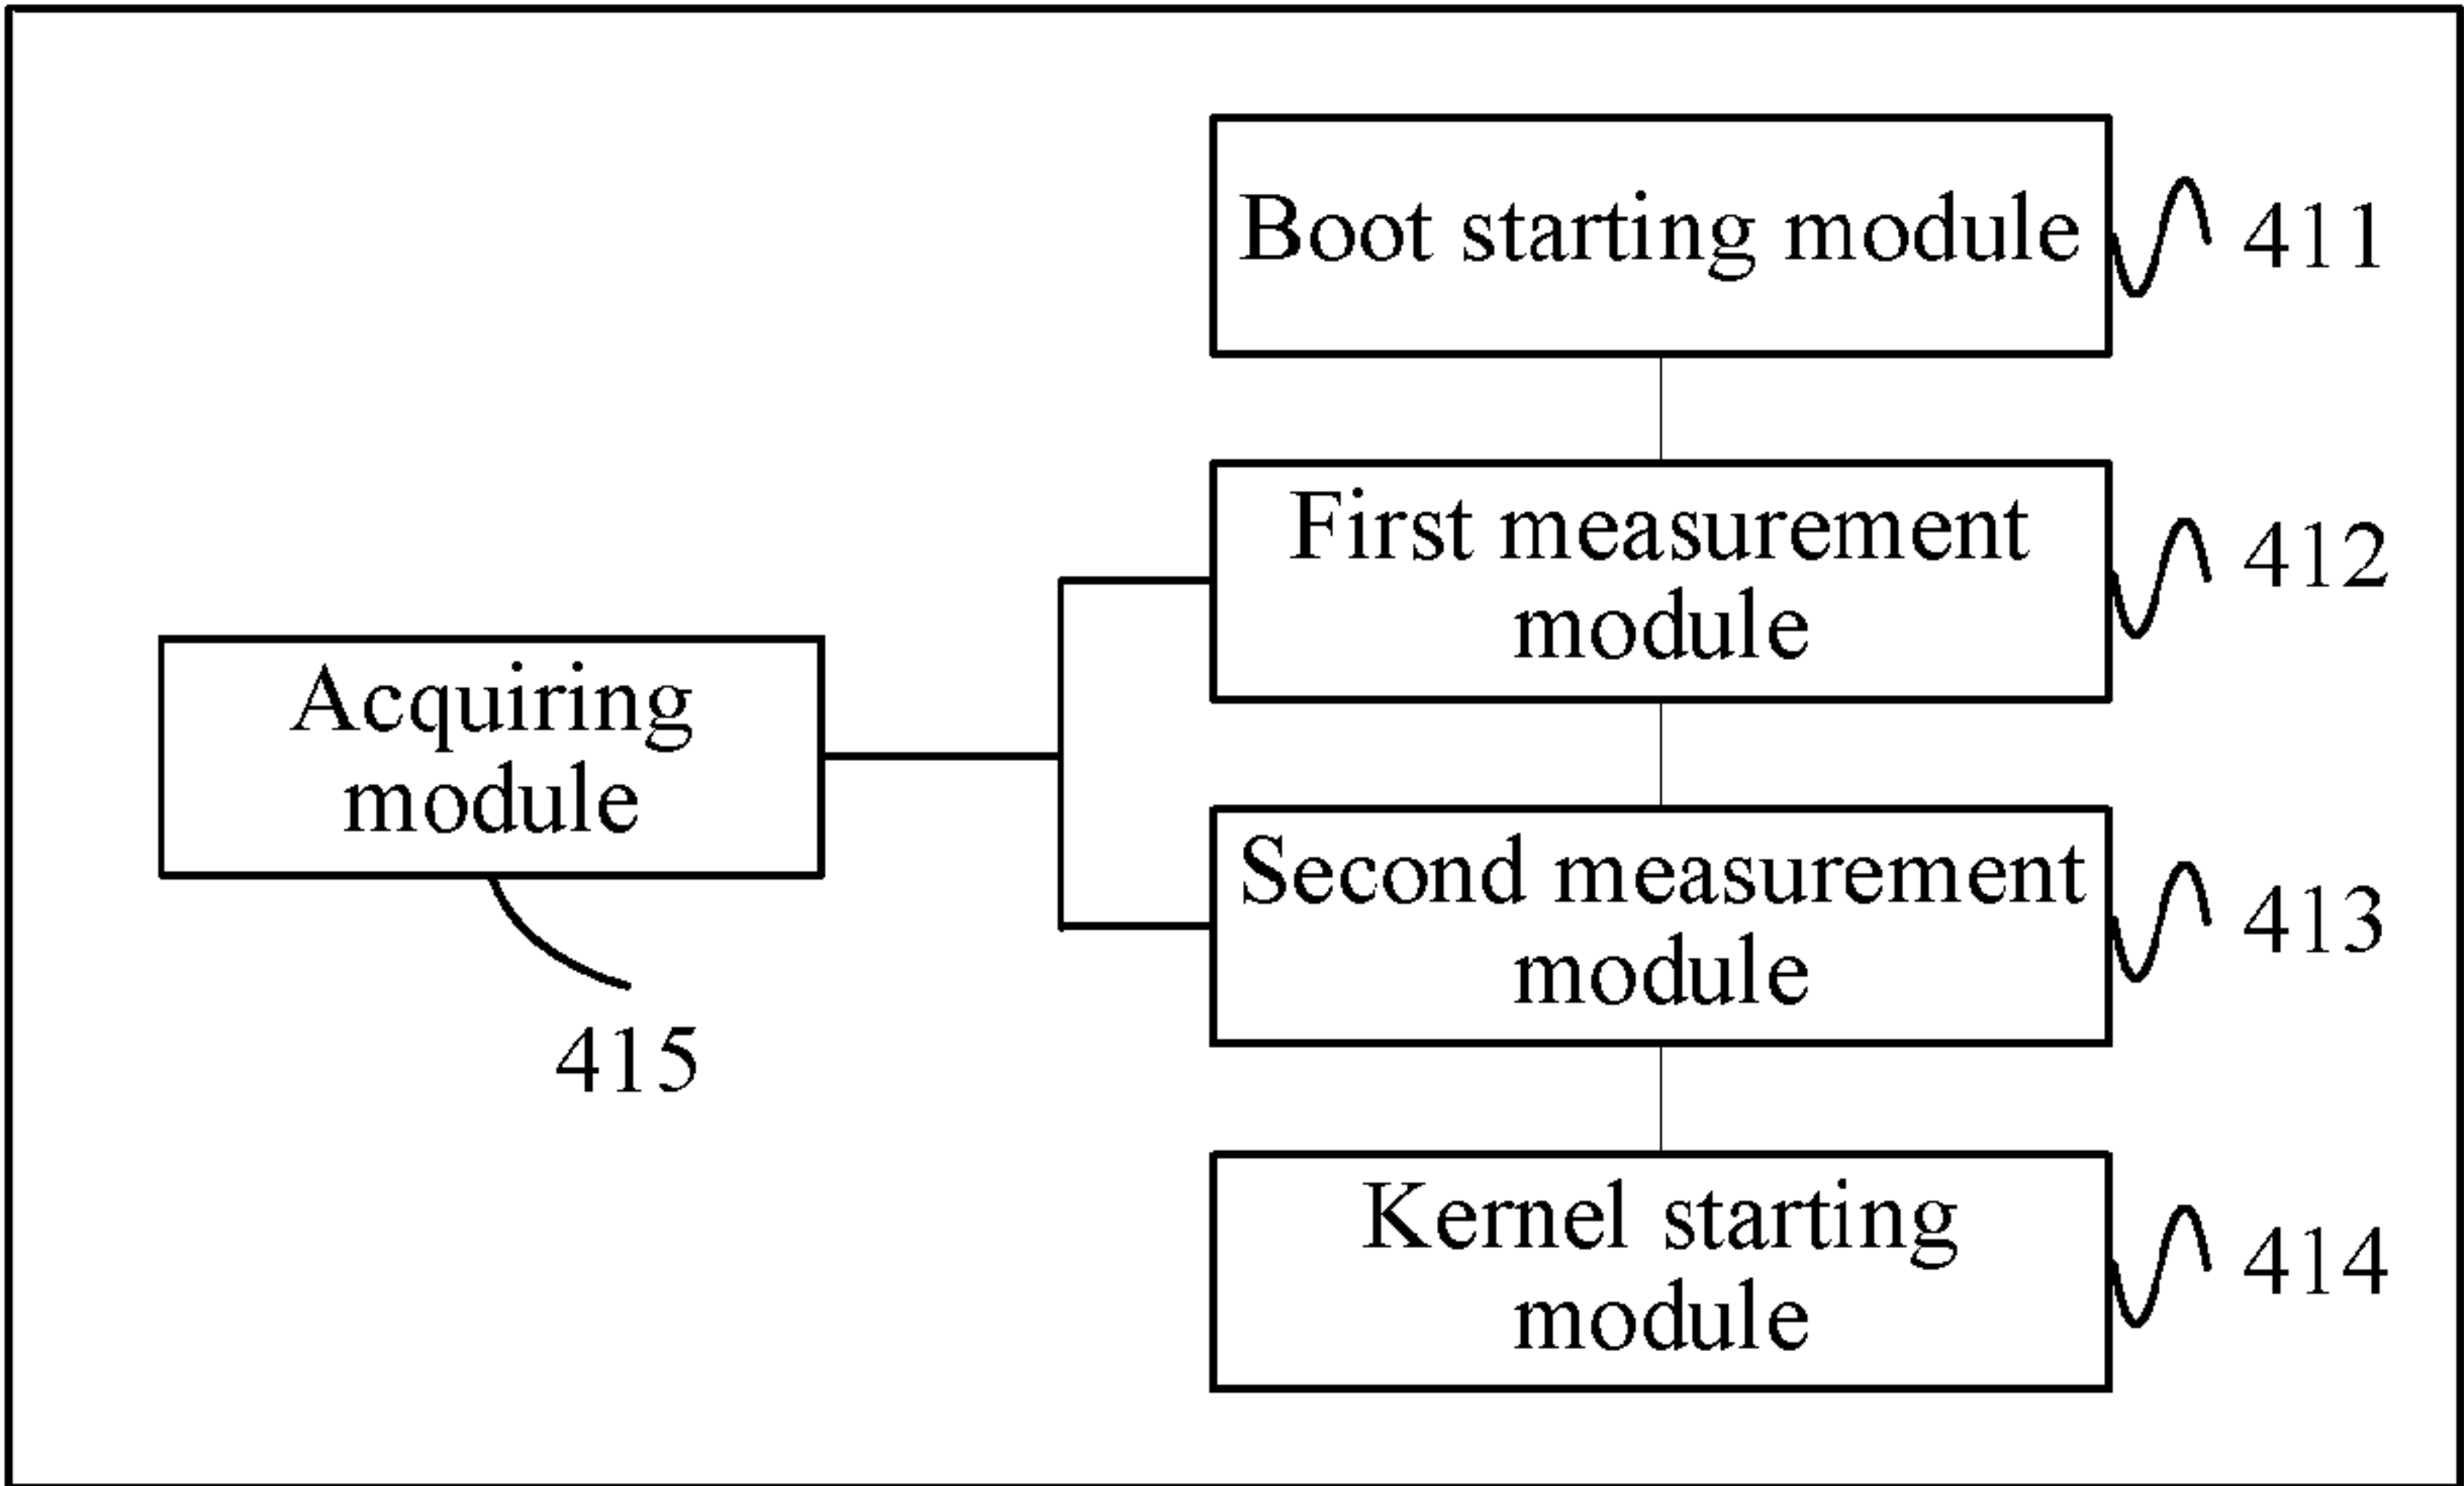 Boot starting module
411
First measurement
module
412
Acquiring
module
415
Second measurement
module
413
Kernel starting
module
414